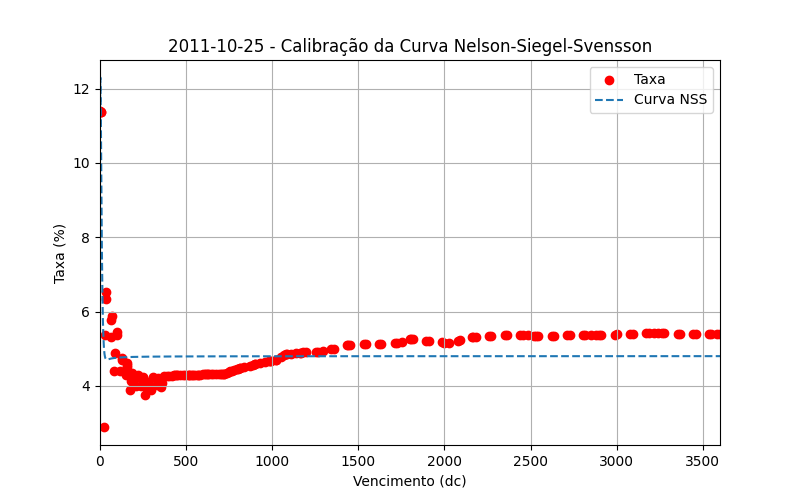 2011-10-25 - Calibração da Curva Nelson-Siegel-Svensson
Taxa
Curva NSS
12
10
8
6
4
Taxa (%)
0 500 1000 1500 2000 2500 3000 3500
Vencimento (dc)